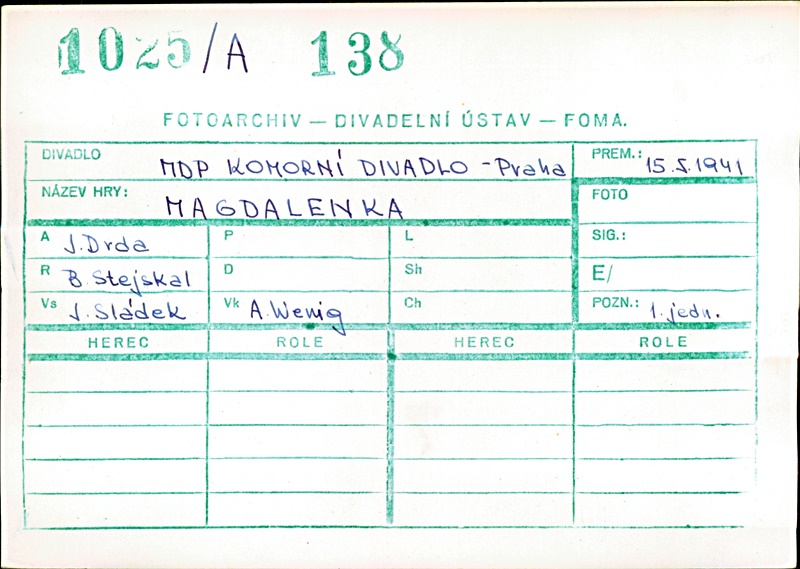 1025/A 138
FOTOARCHIV — DIVADELNÍ ÚSTAV — FOMA.
DIVADLO MDP KOMORNÍ DIVADLO - Praha PREM.: 15.5.1941
NÁZEV HRY: MAGDALENKA FOTO
A J. Drda P L SIG.:
R B. Stejskal D Sh E/
Vs J. Sládek Vk A. Wenig Ch POZN.: 1. jedn.
HEREC ROLE HEREC ROLE